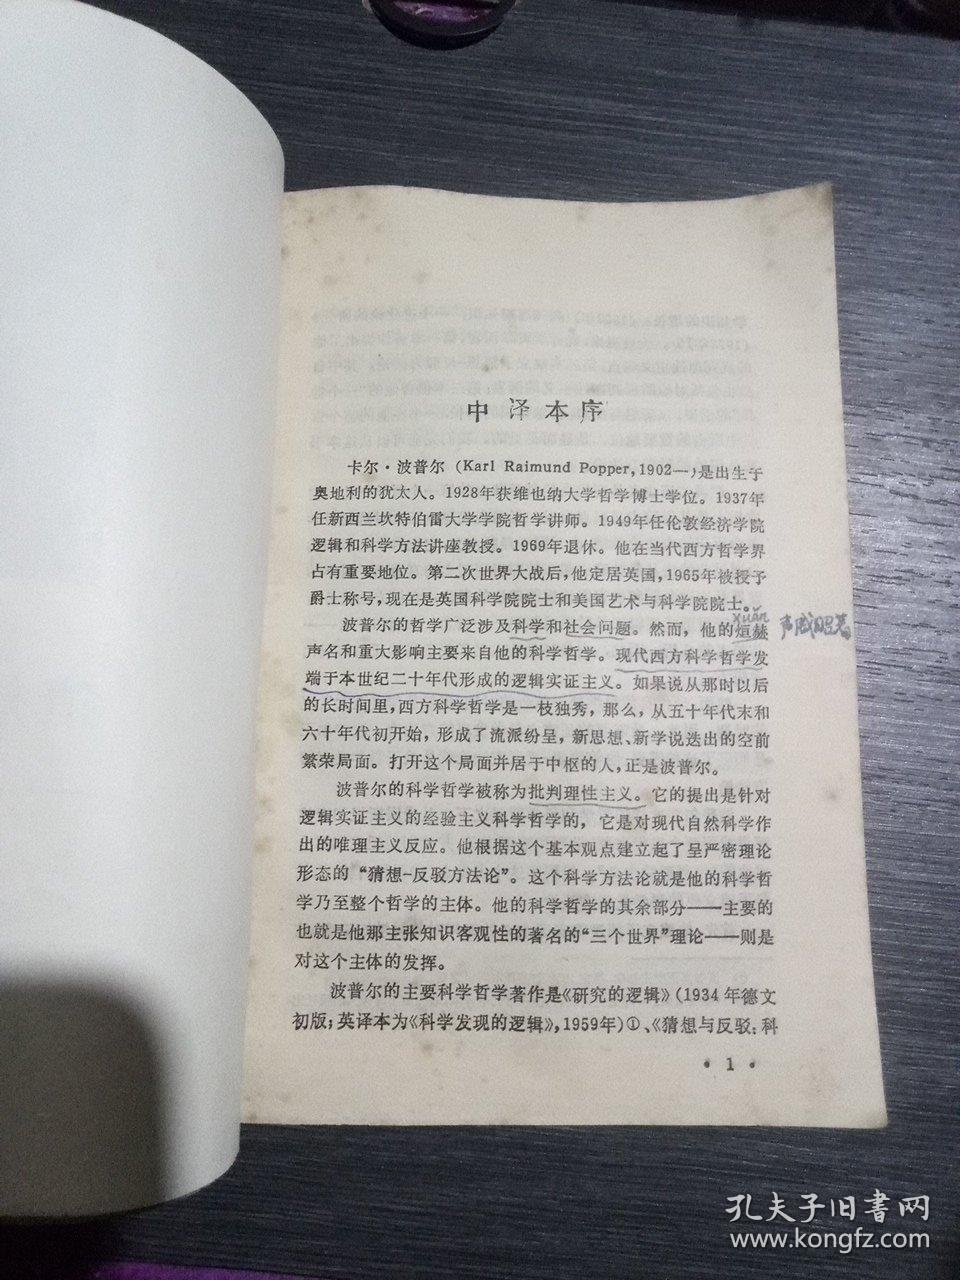 中译本序
卡尔·波普尔（Karl Raimund Popper,1902—）是出生于
奥地利的犹太人。1928年获维也纳大学哲学博士学位。1937年
任新西兰坎特伯雷大学学院哲学讲师。1949年任伦敦经济学院
逻辑和科学方法讲座教授。1969年退休。他在当代西方哲学界
占有重要地位。第二次世界大战后,他定居英国,1965年被授予
爵士称号,现在是英国科学院院士和美国艺术与科学院院士。
xuǎn
波普尔的哲学广泛涉及科学和社会问题。然而，他的烜赫
声名和重大影响主要来自他的科学哲学。现代西方科学哲学发
端于本世纪二十年代形成的逻辑实证主义。如果说从那时以后
的长时间里,西方科学哲学是一枝独秀，那么，从五十年代末和
六十年代初开始，形成了流派纷呈，新思想、新学说迭出的空前
繁荣局面。打开这个局面并居于中枢的人,正是波普尔。
波普尔的科学哲学被称为批判理性主义。它的提出是针对
逻辑实证主义的经验主义科学哲学的，它是对现代自然科学作
出的唯理主义反应。他根据这个基本观点建立起了呈严密理论
形态的“猜想-反驳方法论”。这个科学方法论就是他的科学哲
学乃至整个哲学的主体。他的科学哲学的其余部分——主要的
也就是他那主张知识客观性的著名的“三个世界”理论——则是
对这个主体的发挥。
波普尔的主要科学哲学著作是《研究的逻辑》（1934年德文
初版；英译本为《科学发现的逻辑》,1959年）①、《猜想与反驳：科
• 1 •
孔夫子旧书网
www.kongfz.com